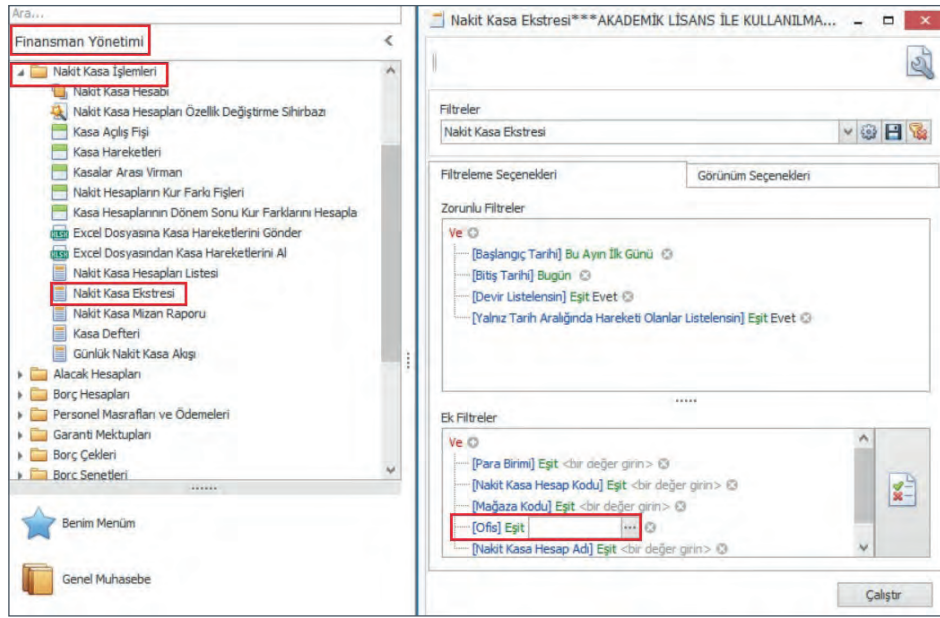 Ara...
Finansman Yönetimi
Nakit Kasa İşlemleri
Nakit Kasa Hesabı
Nakit Kasa Hesapları Özellik Değiştirme Sihirbazı
Kasa Açılış Fişi
Kasa Hareketleri
Kasalar Arası Virman
Nakit Hesapların Kur Farkı Fişleri
Kasa Hesaplarının Dönem Sonu Kur Farklarını Hesapla
Excel Dosyasına Kasa Hareketlerini Gönder
Excel Dosyasından Kasa Hareketlerini Al
Nakit Kasa Hesapları Listesi
Nakit Kasa Ekstresi
Nakit Kasa Mizan Raporu
Kasa Defteri
Günlük Nakit Kasa Akışı
Alacak Hesapları
Borç Hesapları
Personel Masrafları ve Ödemeleri
Garanti Mektupları
Borç Çekleri
Borç Senetleri
Benim Menüm
Genel Muhasebe
Nakit Kasa Ekstresi***AKADEMİK LİSANS İLE KULLANILMA...
Filtreler
Nakit Kasa Ekstresi
Filtreleme Seçenekleri
Görünüm Seçenekleri
Zorunlu Filtreler
Ve
[Başlangıç Tarihi] Bu Ayın İlk Günü
[Bitiş Tarihi] Bugün
[Devir Listelensin] Eşit Evet
[Yalnız Tarih Aralığında Hareketi Olanlar Listelensin] Eşit Evet
Ek Filtreler
Ve
[Para Birimi] Eşit <bir değer girin>
[Nakit Kasa Hesap Kodu] Eşit <bir değer girin>
[Mağaza Kodu] Eşit <bir değer girin>
[Ofis] Eşit ...
[Nakit Kasa Hesap Adı] Eşit <bir değer girin>
Çalıştır